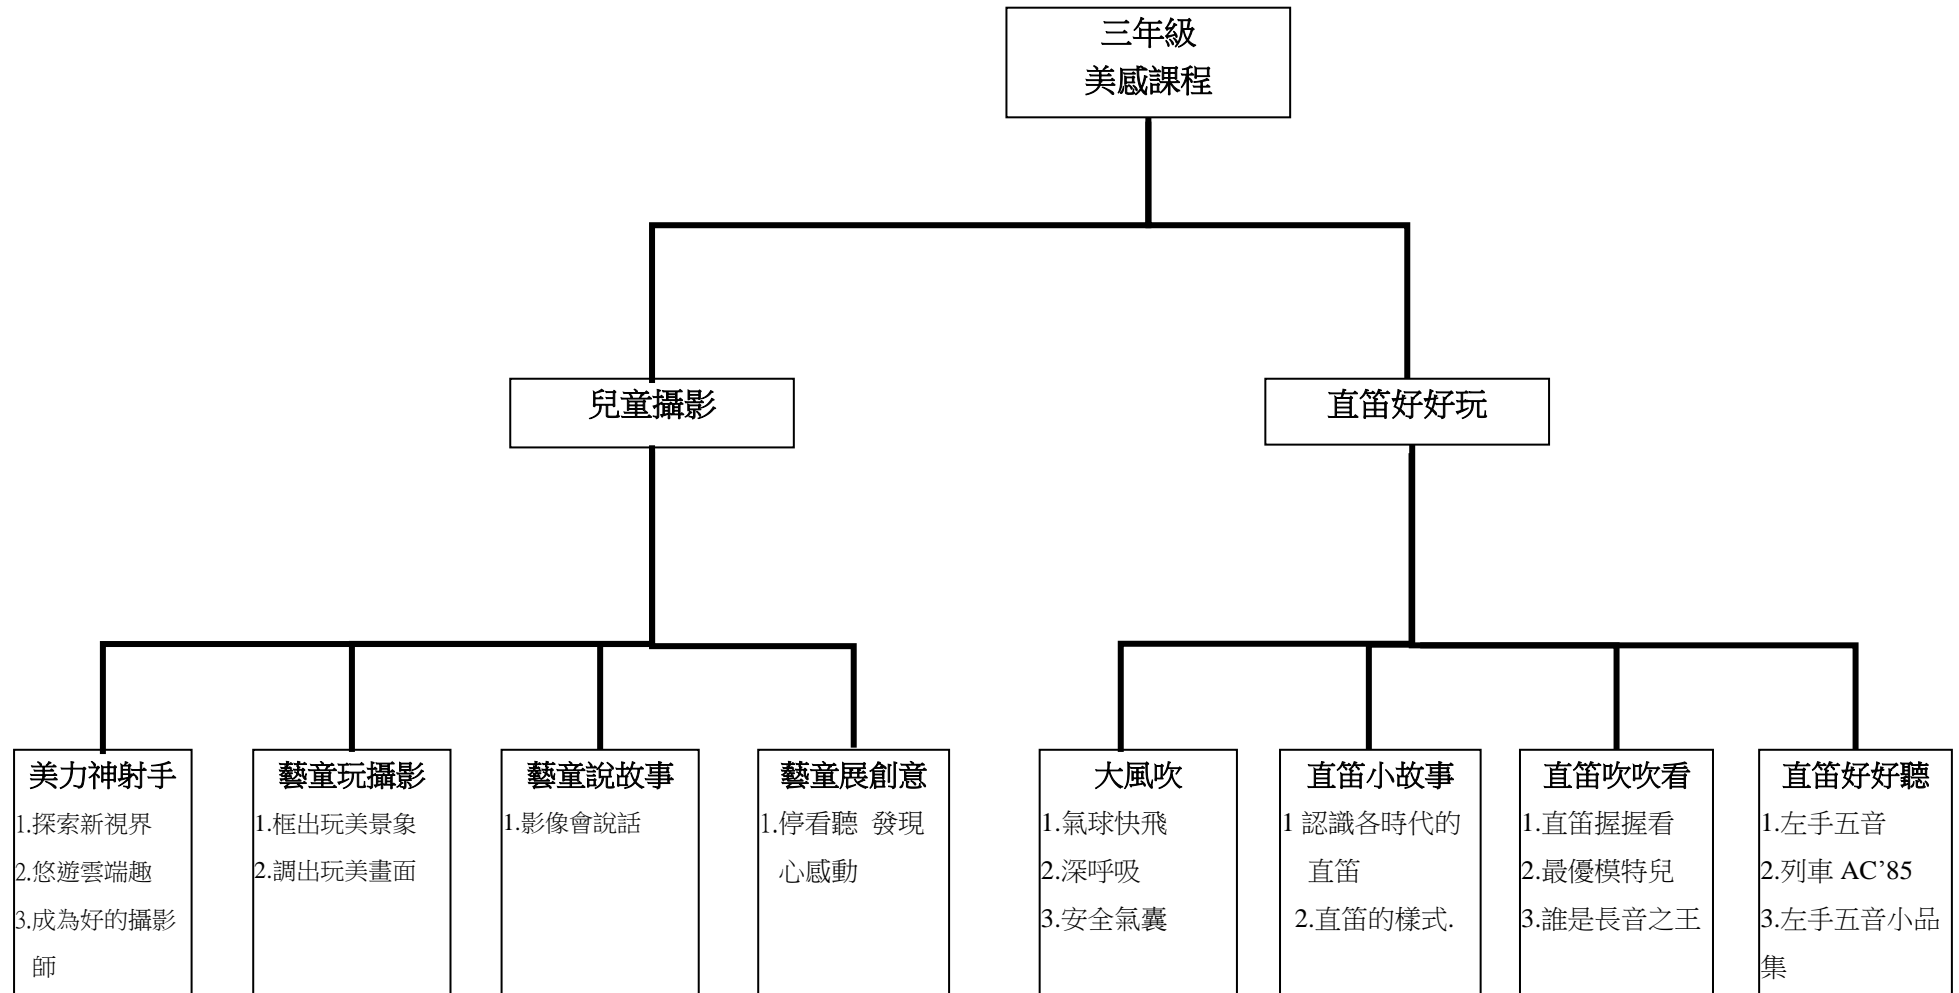 三年級
美感課程
兒童攝影
直笛好好玩
美力神射手
1.探索新視界
2.悠遊雲端趣
3.成為好的攝影
師
藝童玩攝影
1.框出玩美景象
2.調出玩美畫面
藝童說故事
1.影像會說話
藝童展創意
1.停看聽 發現
心感動
大風吹
1.氣球快飛
2.深呼吸
3.安全氣囊
直笛小故事
1 認識各時代的
直笛
2.直笛的樣式.
直笛吹吹看
1.直笛握握看
2.最優模特兒
3.誰是長音之王
直笛好好聽
1.左手五音
2.列車 AC’85
3.左手五音小品
集